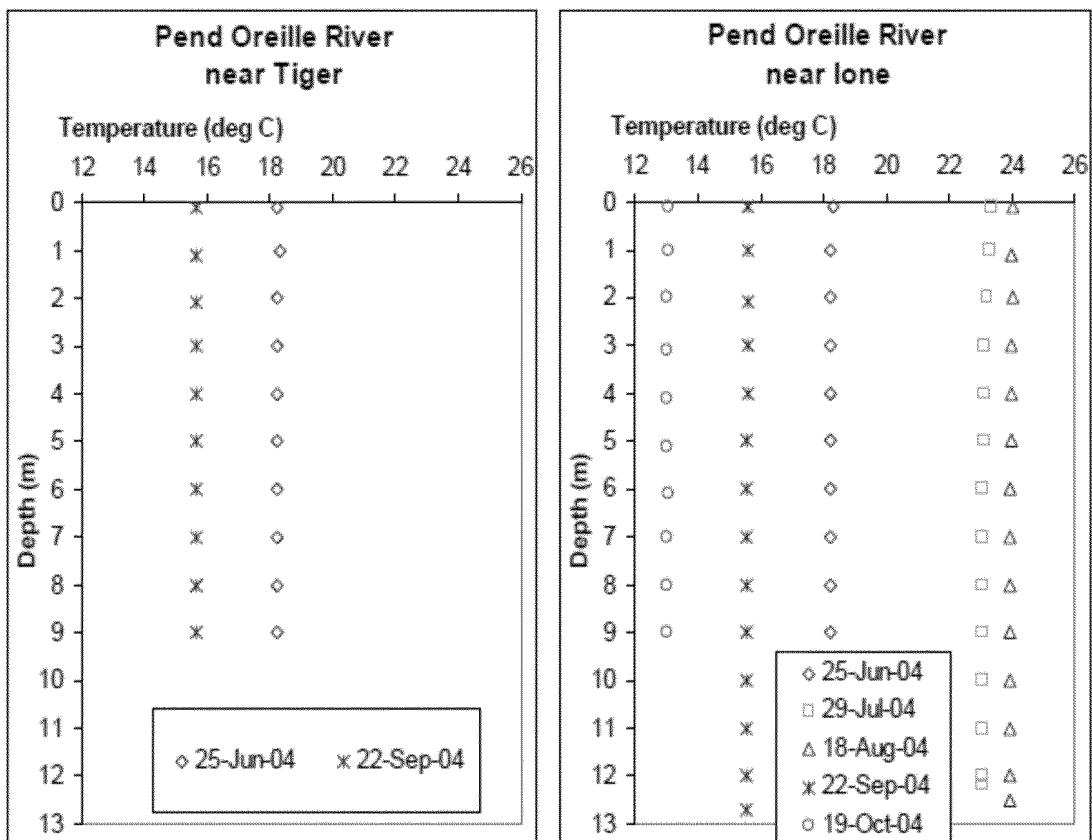 Pend Oreille River
near Tiger
Temperature (deg C)
12 14 16 18 20 22 24 26
0
1
2
3
4
5
6
7
8
9
10
11
12
13
Depth (m)
25-Jun-04 22-Sep-04
Pend Oreille River
near Ione
Temperature (deg C)
12 14 16 18 20 22 24 26
0
1
2
3
4
5
6
7
8
9
10
11
12
13
Depth (m)
25-Jun-04
29-Jul-04
18-Aug-04
22-Sep-04
19-Oct-04